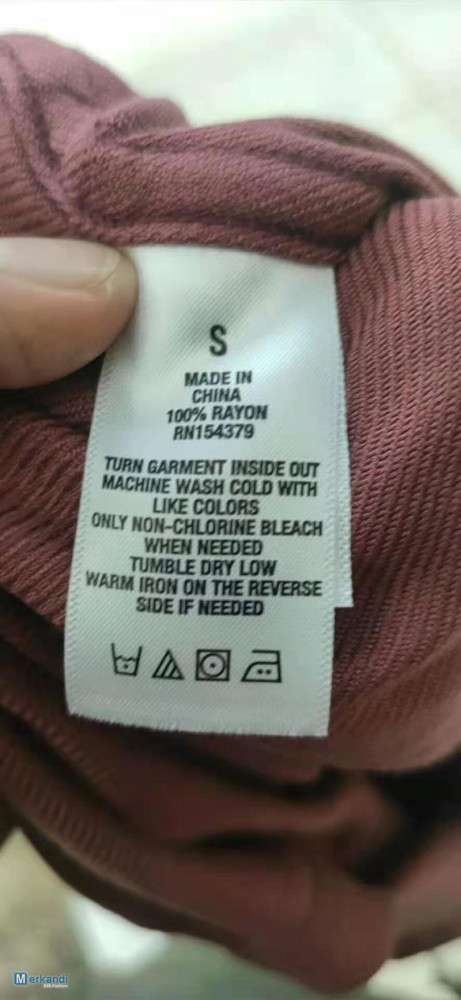 S
MADE IN
CHINA
100% RAYON
RN154379
TURN GARMENT INSIDE OUT
MACHINE WASH COLD WITH
LIKE COLORS
ONLY NON-CHLORINE BLEACH
WHEN NEEDED
TUMBLE DRY LOW
WARM IRON ON THE REVERSE
SIDE IF NEEDED
Merkandi